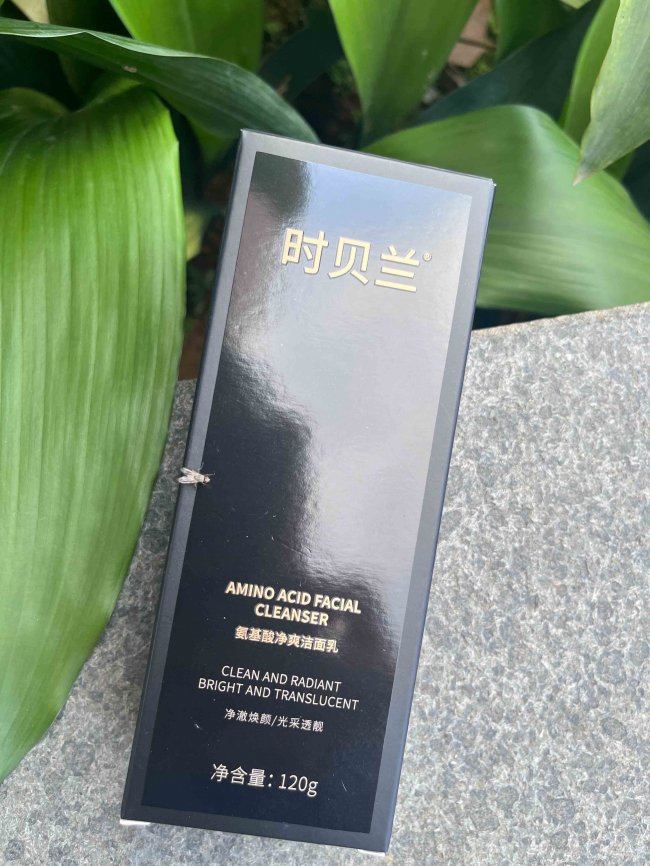 时贝兰®
AMINO ACID FACIAL
CLEANSER
氨基酸净爽洁面乳
CLEAN AND RADIANT
BRIGHT AND TRANSLUCENT
净澈焕颜/光采透靓
净含量：120g